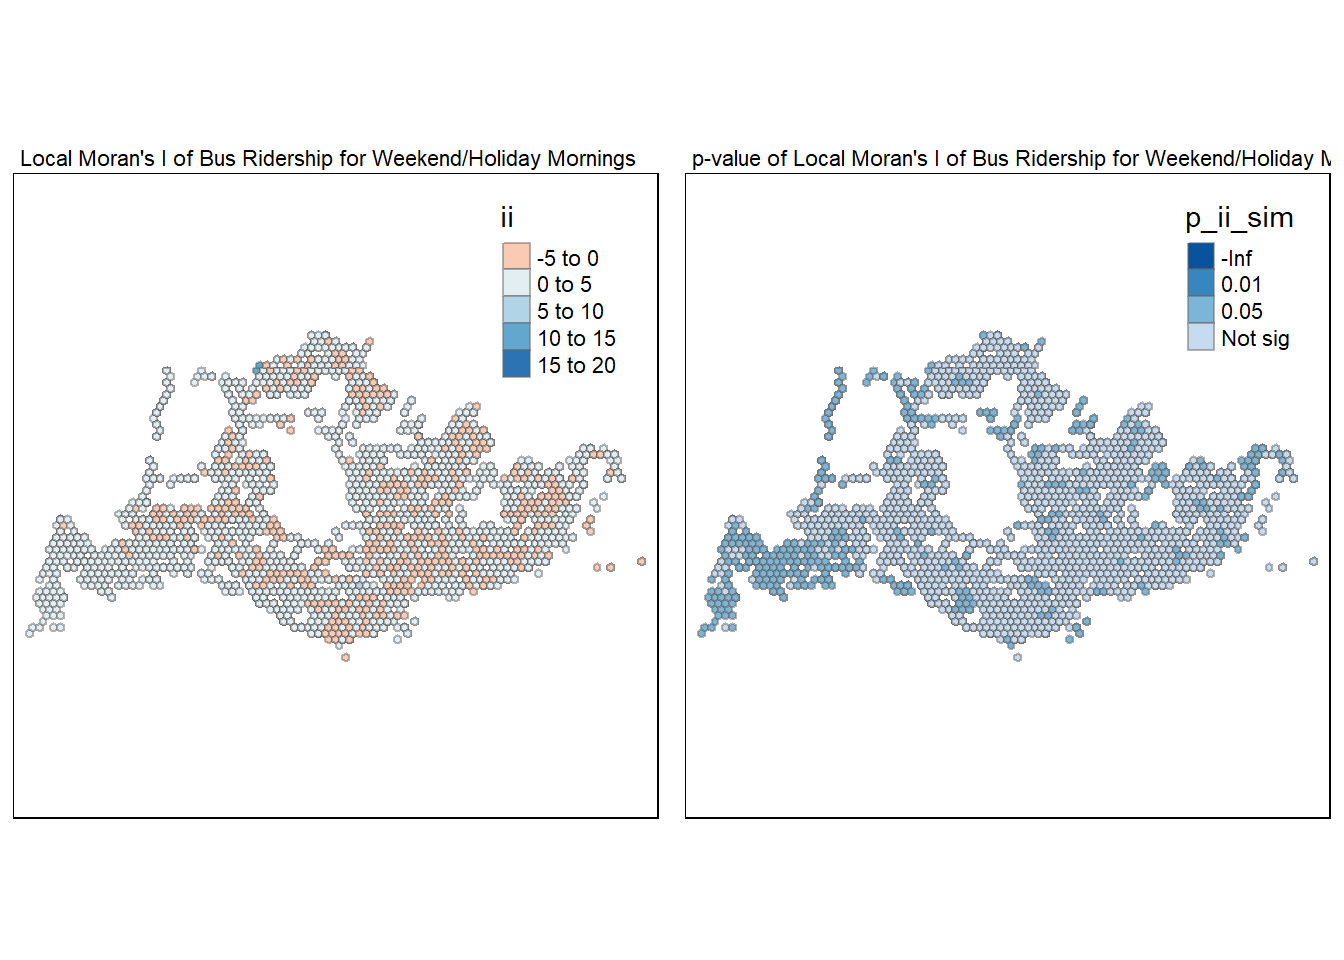 Local Moran's I of Bus Ridership for Weekend/Holiday Mornings
ii
-5 to 0
0 to 5
5 to 10
10 to 15
15 to 20
p-value of Local Moran's I of Bus Ridership for Weekend/Holiday M
p_ii_sim
-Inf
0.01
0.05
Not sig